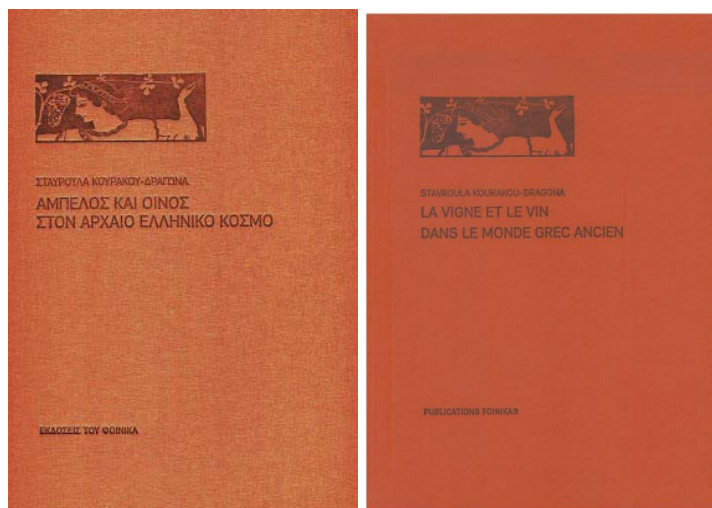 ΣΤΑΥΡΟΥΛΑ ΚΟΥΡΑΚΟΥ-ΔΡΑΓΩΝΑ
ΑΜΠΕΛΟΣ ΚΑΙ ΟΙΝΟΣ
ΣΤΟΝ ΑΡΧΑΙΟ ΕΛΛΗΝΙΚΟ ΚΟΣΜΟ
ΕΚΔΟΣΕΙΣ ΤΟΥ ΦΟΙΝΙΚΑ
STAVROULA KOURAKOU-DRAGONA
LA VIGNE ET LE VIN
DANS LE MONDE GREC ANCIEN
PUBLICATIONS FOINIKAS